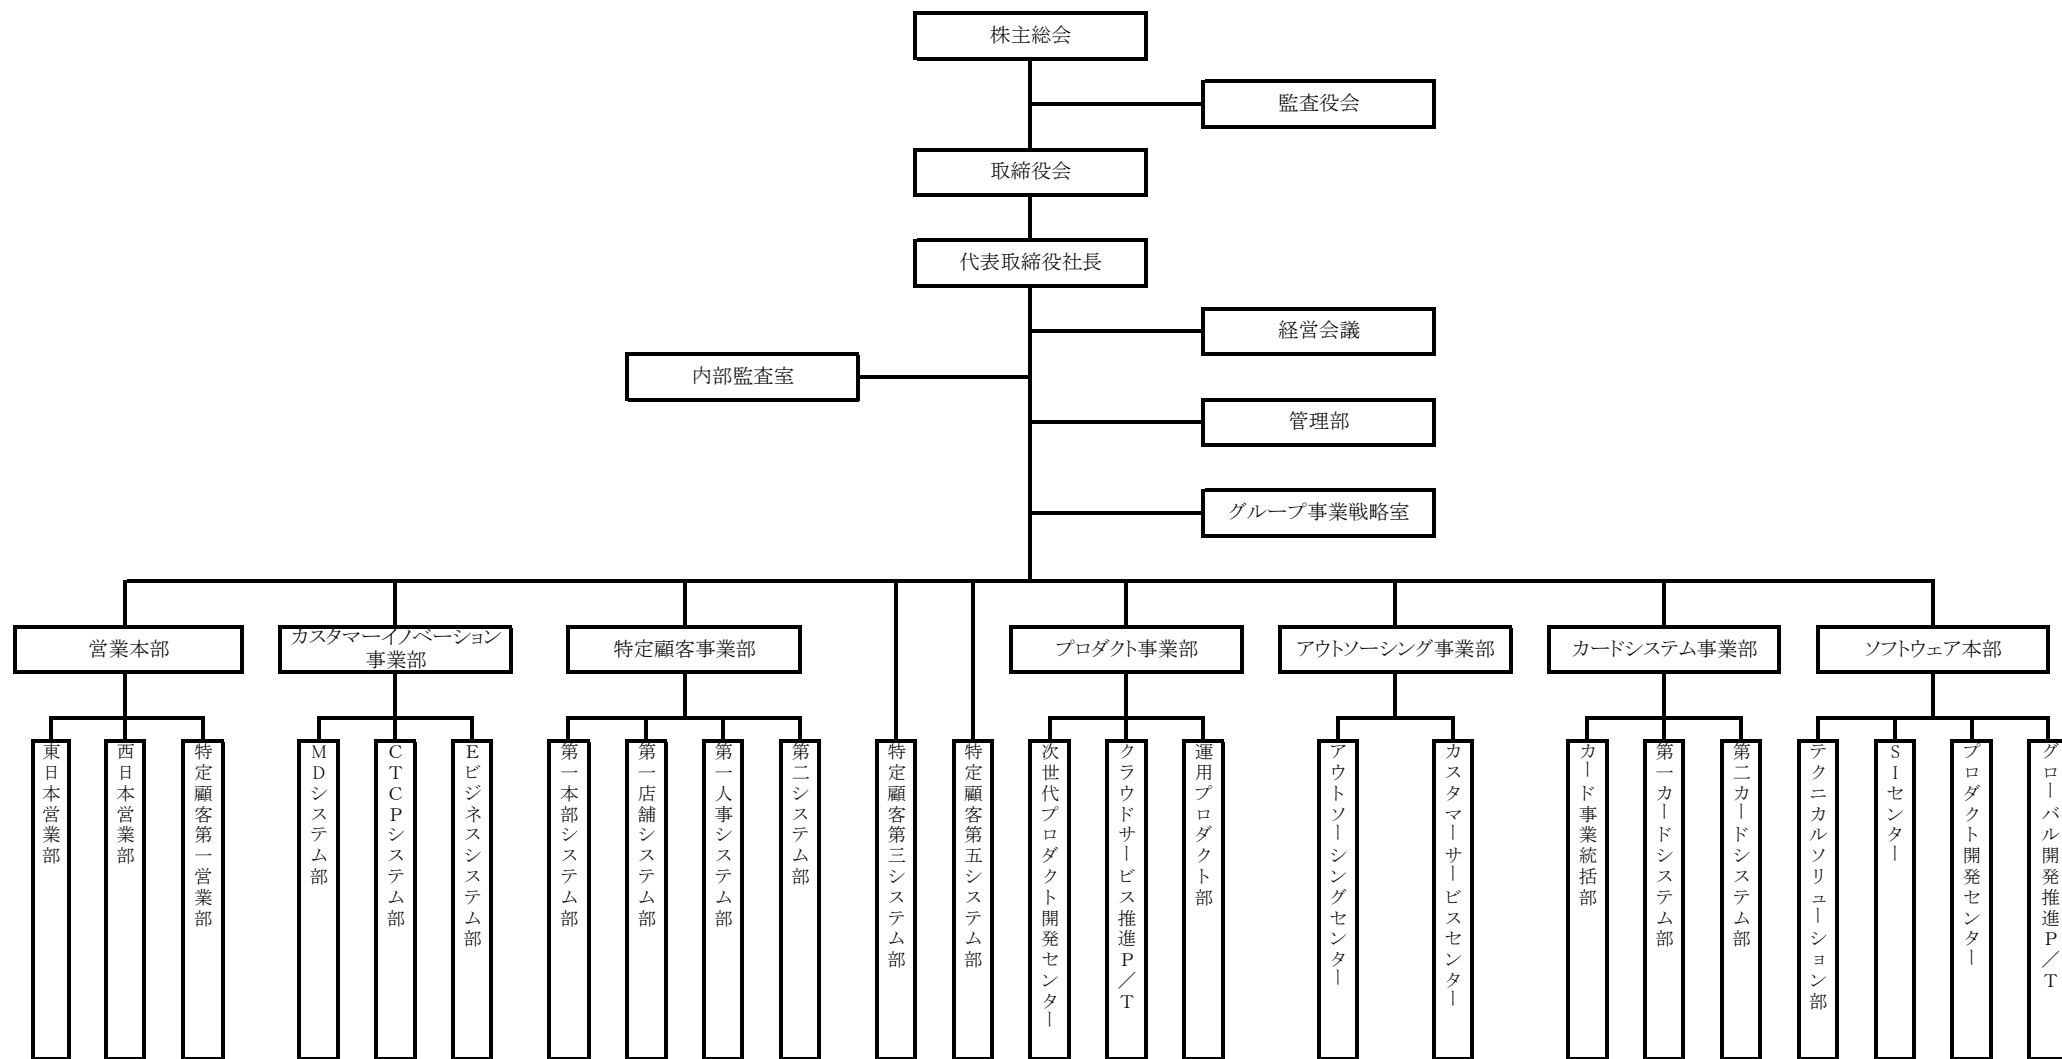 株主総会
監査役会
取締役会
代表取締役社長
経営会議
内部監査室
管理部
グループ事業戦略室
営業本部
カスタマーイノベーション
事業部
特定顧客事業部
プロダクト事業部
アウトソーシング事業部
カードシステム事業部
ソフトウェア本部
東日本営業部
西日本営業部
特定顧客第一営業部
MDシステム部
CTCPシステム部
Eビジネスシステム部
第一本部システム部
第一店舗システム部
第一人事システム部
第二システム部
特定顧客第三システム部
特定顧客第五システム部
次世代プロダクト開発センター
クラウドサービス推進P/T
運用プロダクト部
アウトソーシングセンター
カスタマーサービスセンター
カード事業統括部
第一カードシステム部
第二カードシステム部
テクニカルソリューション部
SIセンター
プロダクト開発センター
グローバル開発推進P/T